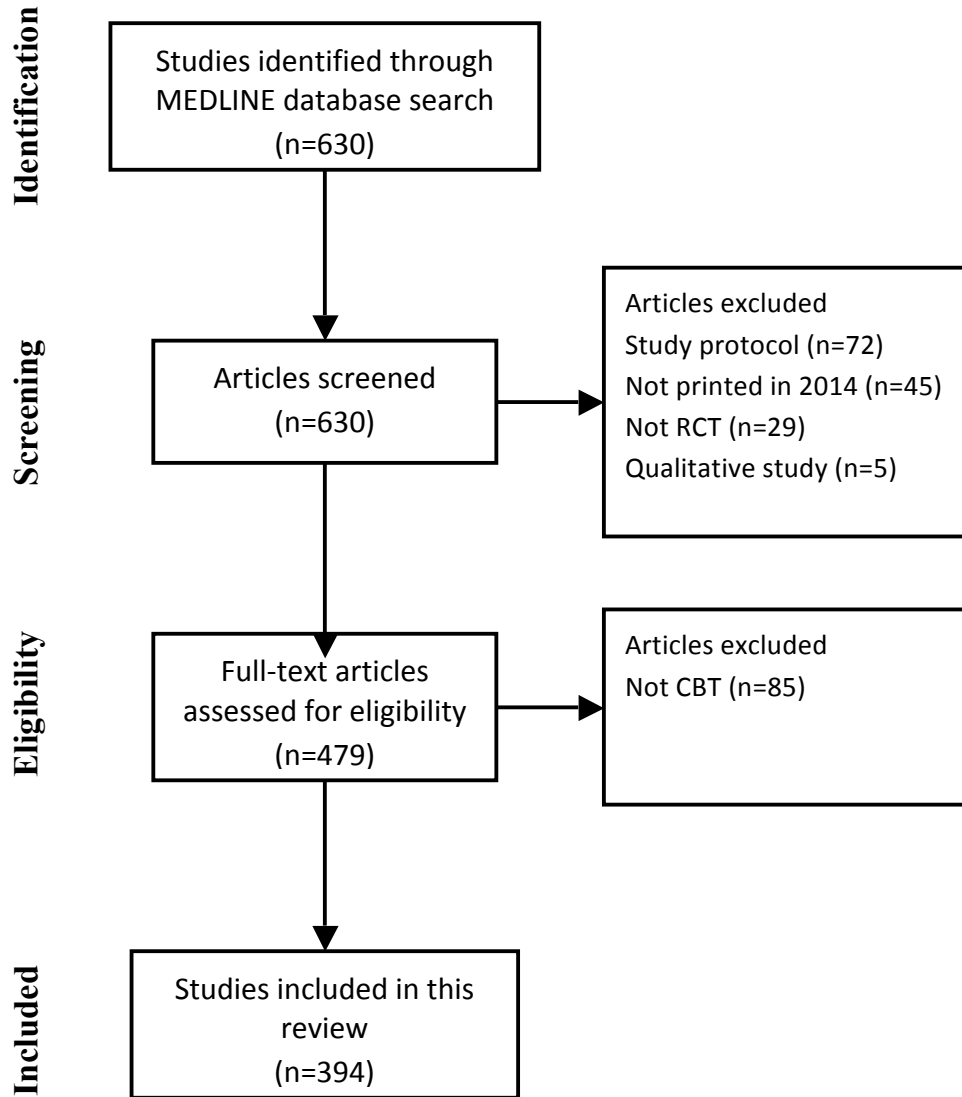 Identification
Studies identified through
MEDLINE database search
(n=630)
Screening
Articles screened
(n=630)
Articles excluded
Study protocol (n=72)
Not printed in 2014 (n=45)
Not RCT (n=29)
Qualitative study (n=5)
Eligibility
Full-text articles
assessed for eligibility
(n=479)
Articles excluded
Not CBT (n=85)
Included
Studies included in this
review
(n=394)